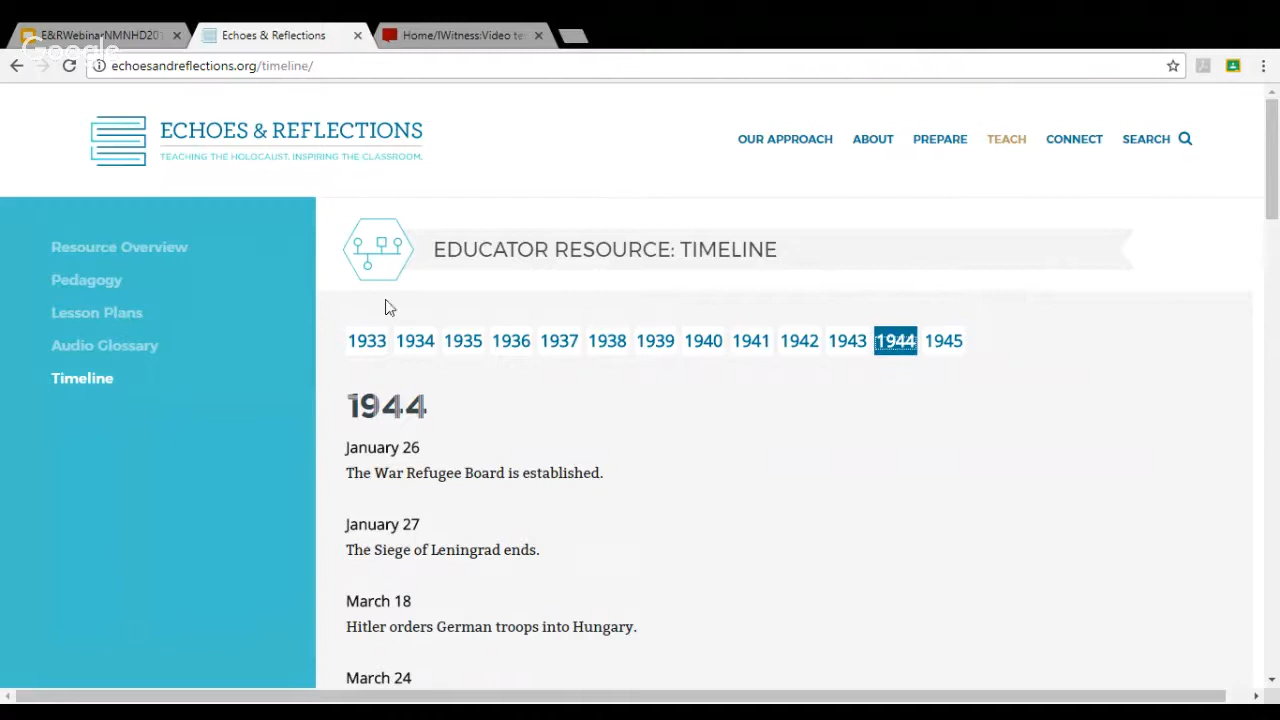 E&RWebinarNMNHD201
Echoes & Reflections
Home/IWitness:Video te
Google
echoesandreflections.org/timeline/
ECHOES & REFLECTIONS
TEACHING THE HOLOCAUST. INSPIRING THE CLASSROOM.
OUR APPROACH ABOUT PREPARE TEACH CONNECT SEARCH
Resource Overview
Pedagogy
Lesson Plans
Audio Glossary
Timeline
EDUCATOR RESOURCE: TIMELINE
1933 1934 1935 1936 1937 1938 1939 1940 1941 1942 1943 1944 1945
1944
January 26
The War Refugee Board is established.
January 27
The Siege of Leningrad ends.
March 18
Hitler orders German troops into Hungary.
March 24